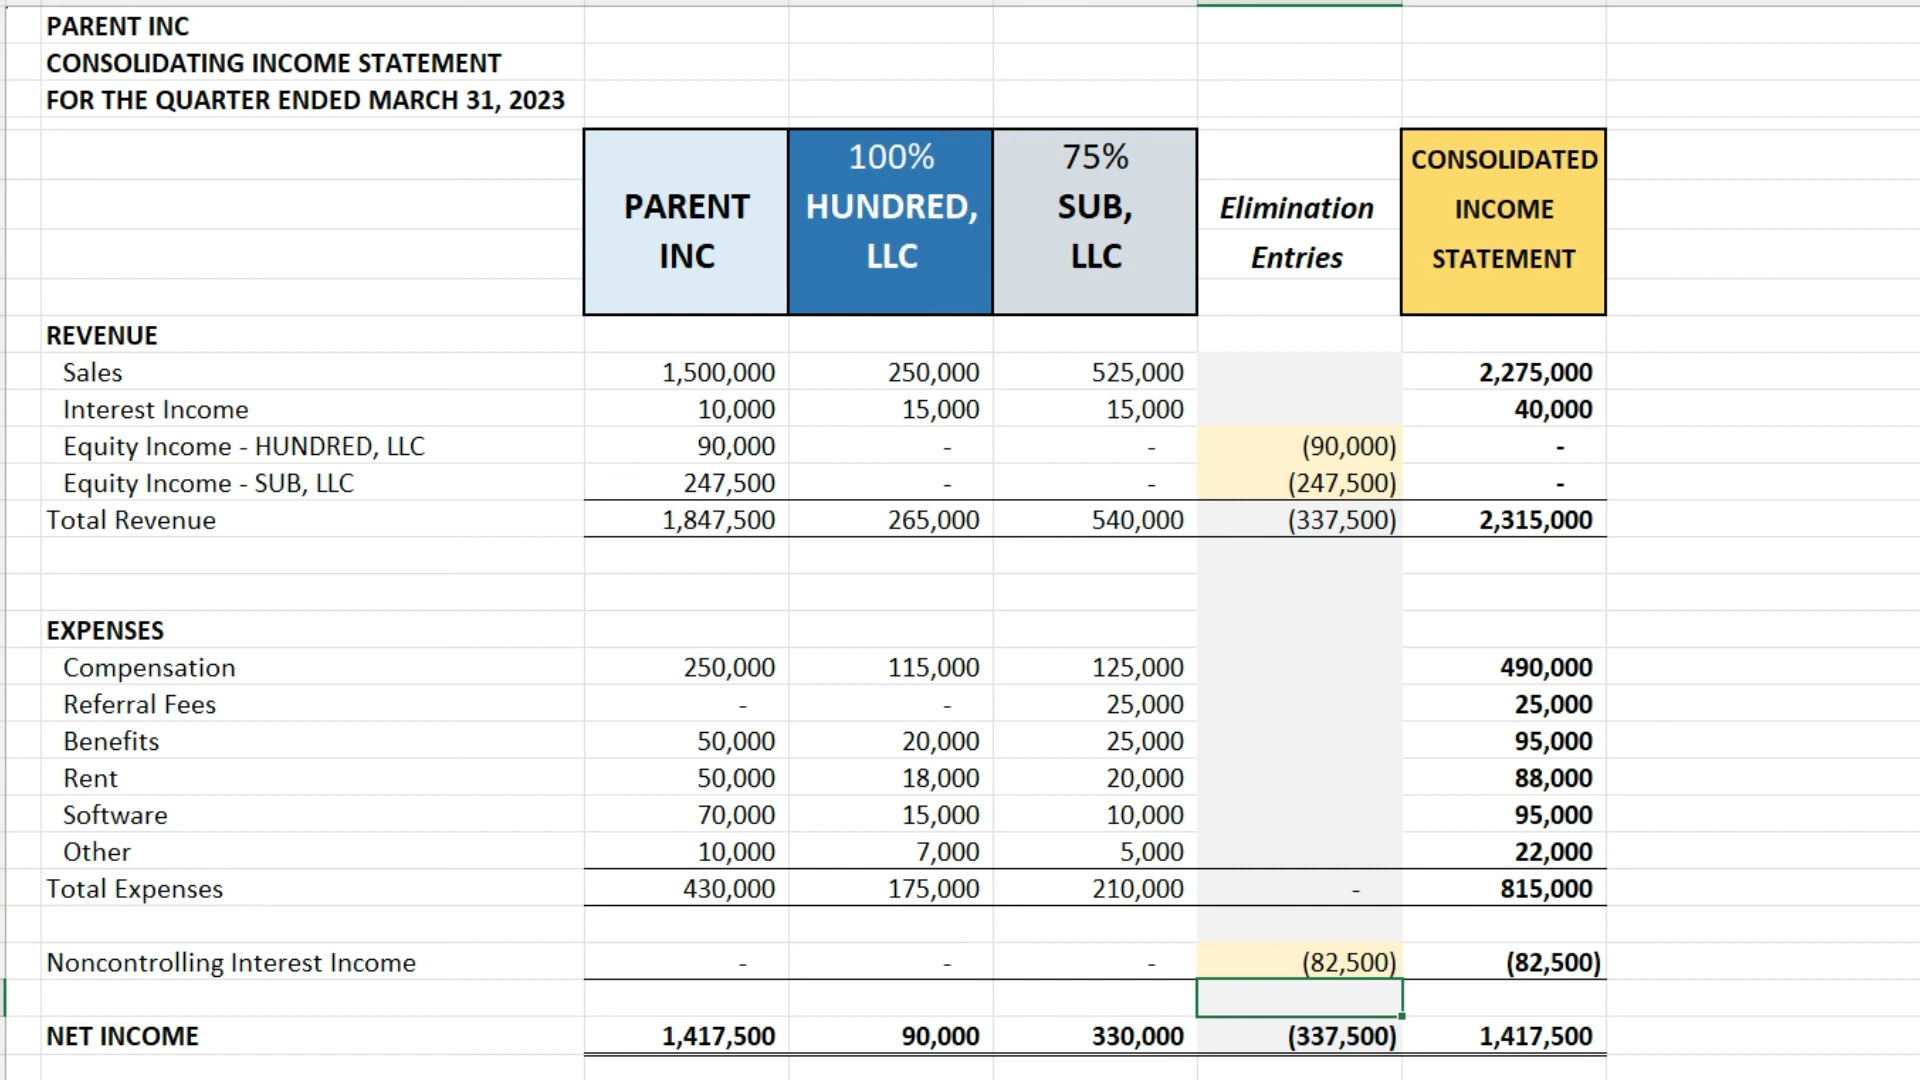 PARENT INC
CONSOLIDATING INCOME STATEMENT
FOR THE QUARTER ENDED MARCH 31, 2023
PARENT INC
100% HUNDRED, LLC
75% SUB, LLC
Elimination Entries
CONSOLIDATED INCOME STATEMENT
REVENUE
Sales 1,500,000 250,000 525,000 2,275,000
Interest Income 10,000 15,000 15,000 40,000
Equity Income - HUNDRED, LLC 90,000 - - (90,000) -
Equity Income - SUB, LLC 247,500 - - (247,500) -
Total Revenue 1,847,500 265,000 540,000 (337,500) 2,315,000
EXPENSES
Compensation 250,000 115,000 125,000 490,000
Referral Fees - - 25,000 25,000
Benefits 50,000 20,000 25,000 95,000
Rent 50,000 18,000 20,000 88,000
Software 70,000 15,000 10,000 95,000
Other 10,000 7,000 5,000 22,000
Total Expenses 430,000 175,000 210,000 - 815,000
Noncontrolling Interest Income - - - (82,500) (82,500)
NET INCOME 1,417,500 90,000 330,000 (337,500) 1,417,500